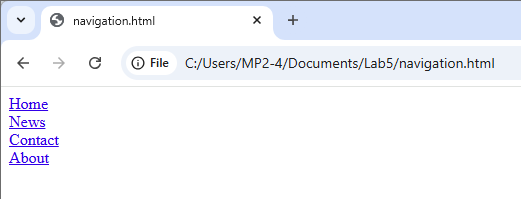 navigation.html
File C:/Users/MP2-4/Documents/Lab5/navigation.html
Home
News
Contact
About